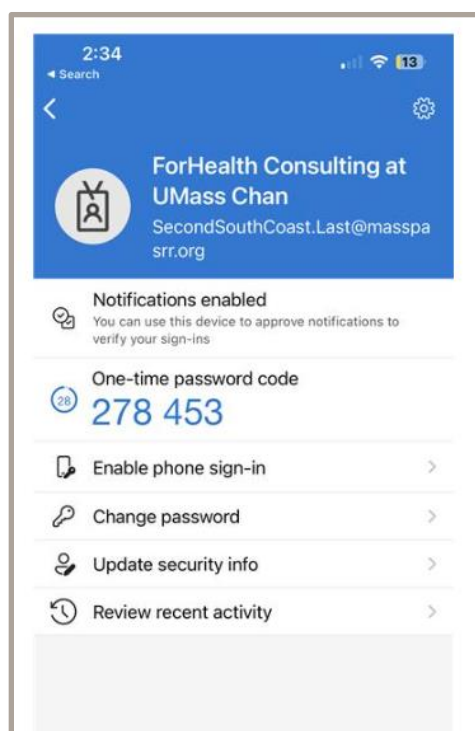 2:34
13
◂ Search
ForHealth Consulting at
UMass Chan
SecondSouthCoast.Last@masspa
srr.org
Notifications enabled
You can use this device to approve notifications to
verify your sign-ins
One-time password code
28
278 453
Enable phone sign-in
Change password
Update security info
Review recent activity